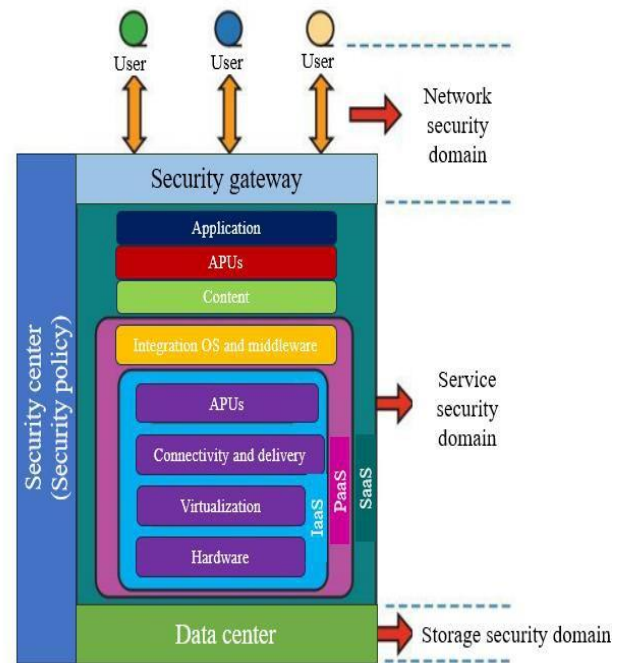 User
User
User
Network
security
domain
Security gateway
Application
APUs
Content
Integration OS and middleware
APUs
Connectivity and delivery
Virtualization
Hardware
IaaS
PaaS
SaaS
Service
security
domain
Security center
(Security policy)
Data center
Storage security domain